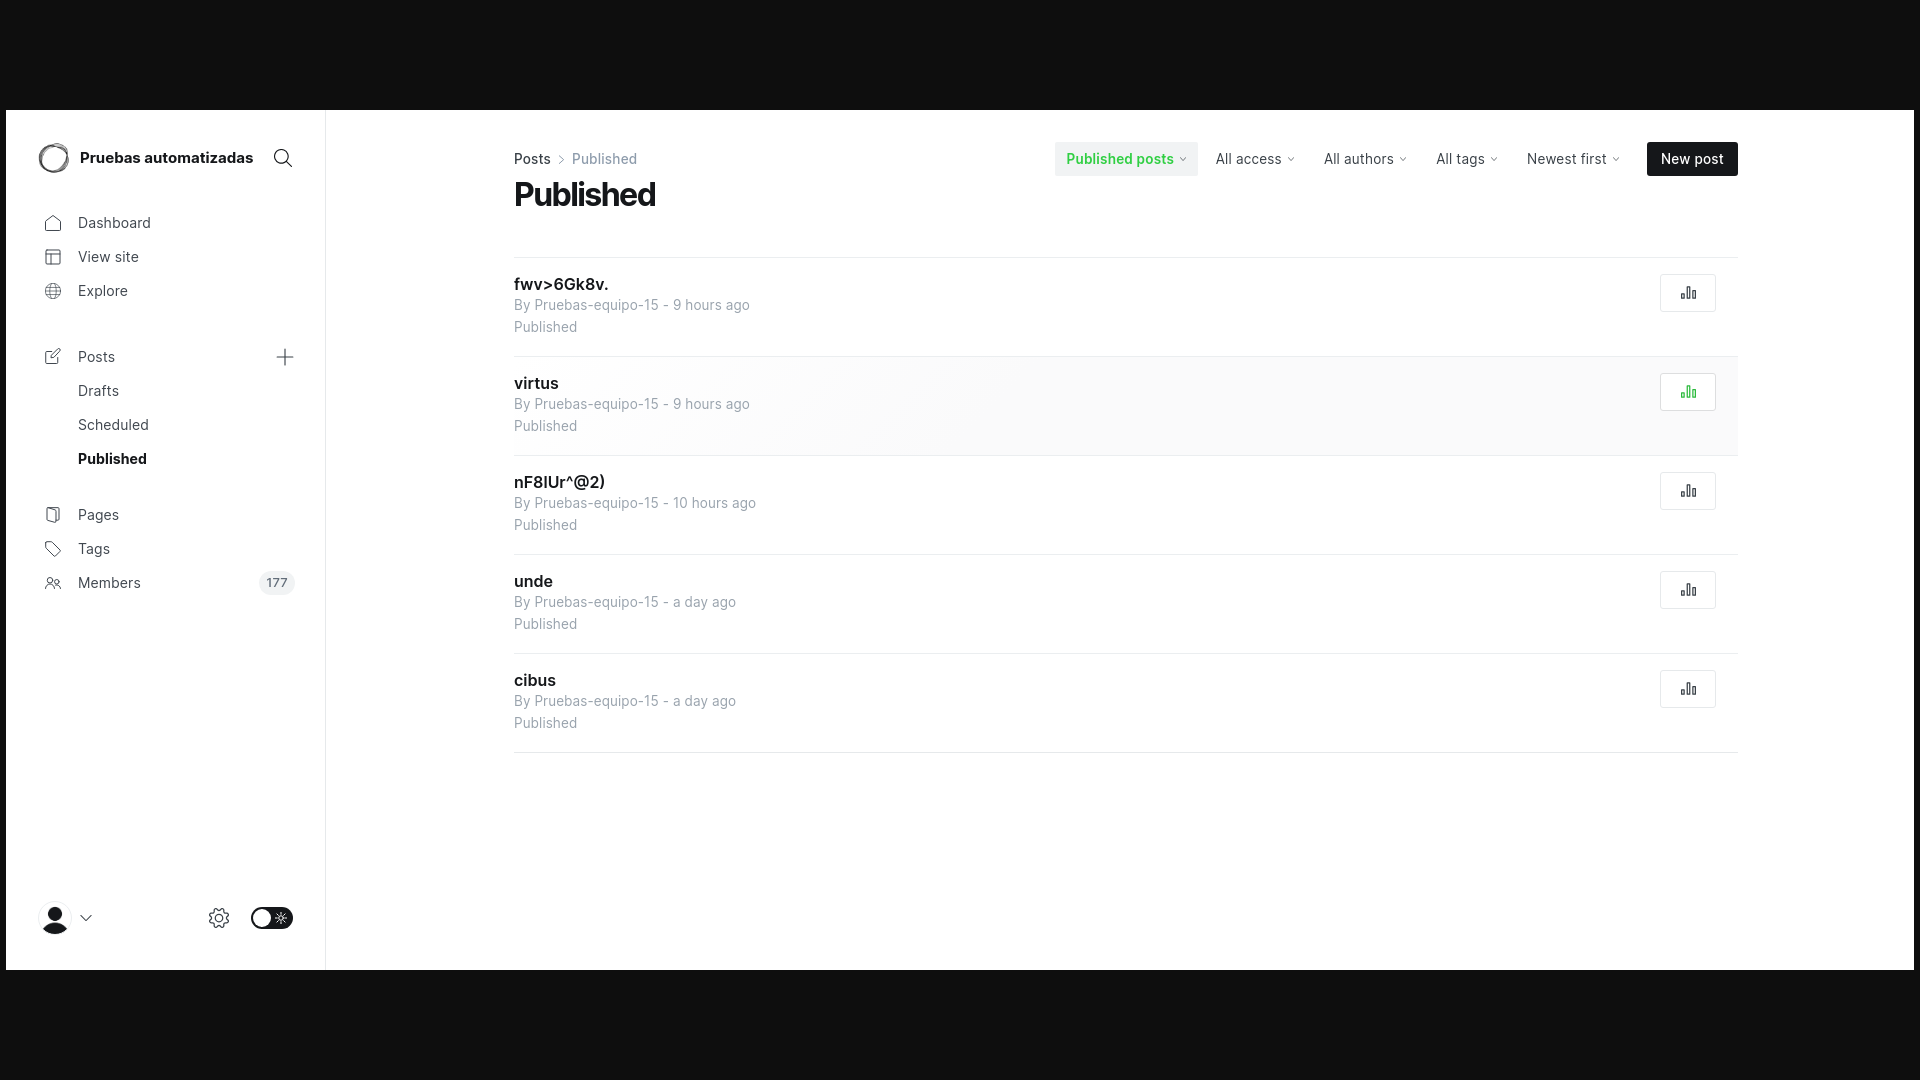 Pruebas automatizadas
Dashboard
View site
Explore
Posts
Drafts
Scheduled
Published
Pages
Tags
Members 177
Posts > Published
Published
Published posts
All access
All authors
All tags
Newest first
New post
fwv>6Gk8v.
By Pruebas-equipo-15 - 9 hours ago
Published
virtus
By Pruebas-equipo-15 - 9 hours ago
Published
nF8IUr^@2)
By Pruebas-equipo-15 - 10 hours ago
Published
unde
By Pruebas-equipo-15 - a day ago
Published
cibus
By Pruebas-equipo-15 - a day ago
Published